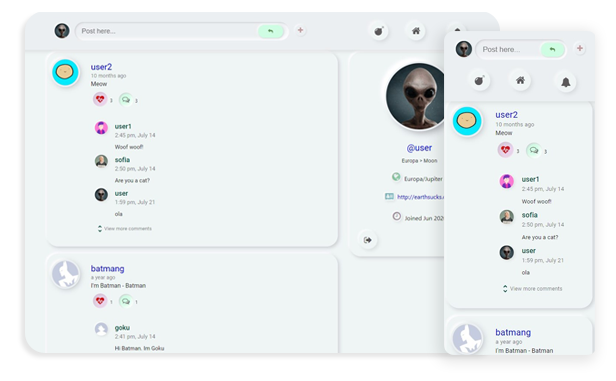 Post here...
user2
10 months ago
Meow
3
3
user1
2:45 pm, July 14
Woof woof!
sofia
2:50 pm, July 14
Are you a cat?
user
1:59 pm, July 21
ola
View more comments
batmang
a year ago
I'm Batman - Batman
1
1
goku
2:41 pm, July 14
Hi Batman. Im Goku
@user
Europa • Moon
Europa/Jupiter
http://earthsucks.
Joined Jun 202
Post here...
user2
10 months ago
Meow
3
3
user1
2:45 pm, July 14
Woof woof!
sofia
2:50 pm, July 14
Are you a cat?
user
1:59 pm, July 21
ola
View more comments
batmang
a year ago
I'm Batman - Batman